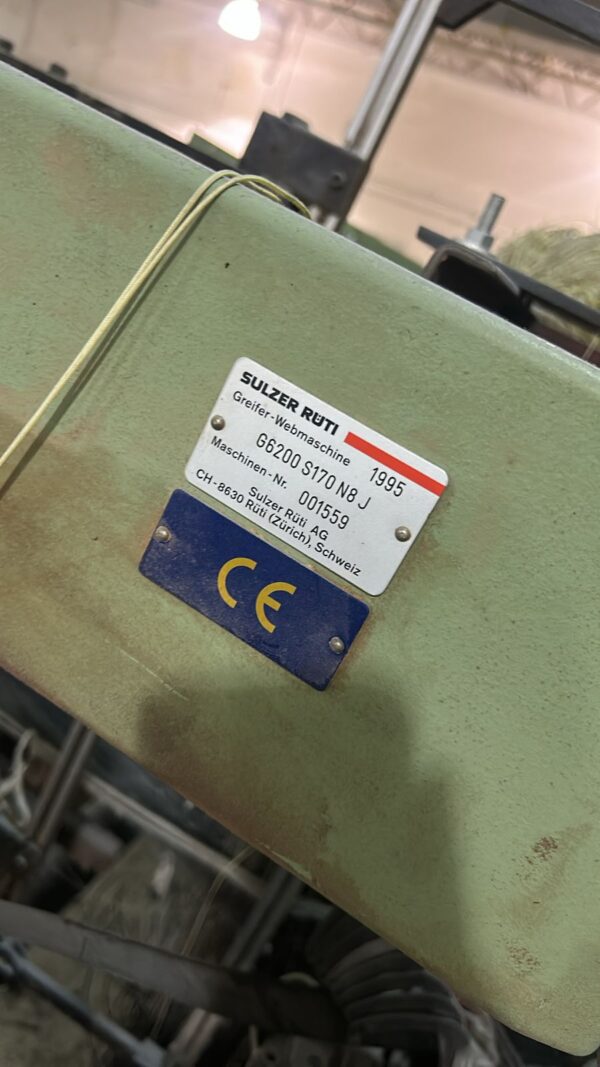 SULZER RÜTI
Greifer-Webmaschine 1995
G6200 S170 N8 J
Maschinen-Nr. 001559
Sulzer Rüti AG
CH-8630 Rüti (Zürich), Schweiz
CE